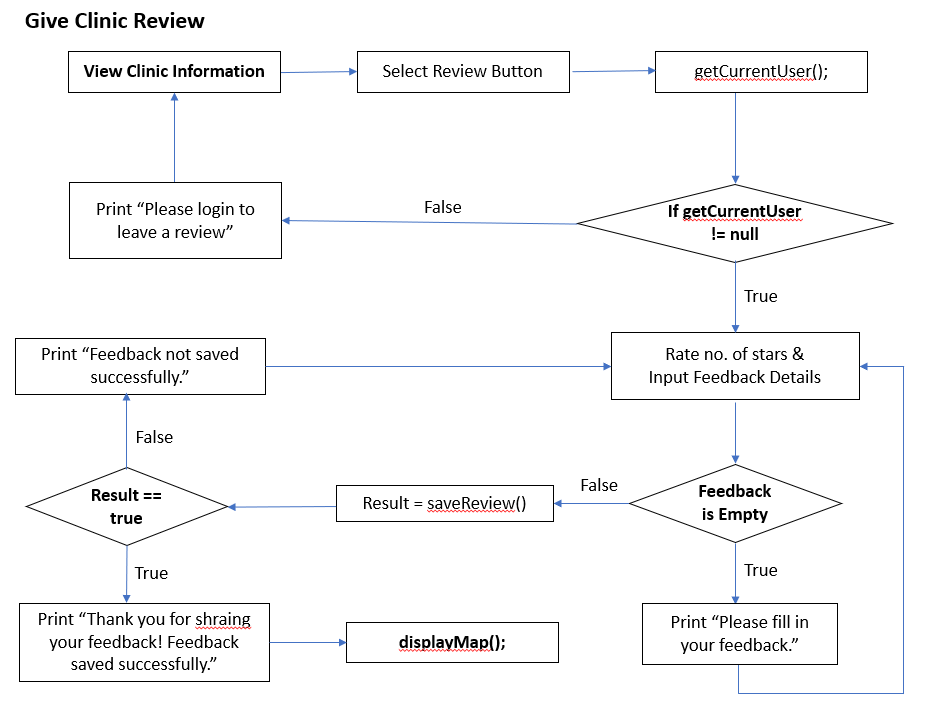 Give Clinic Review
View Clinic Information
Select Review Button
getCurrentUser();
Print “Please login to
leave a review”
False
If getCurrentUser
!= null
True
Print “Feedback not saved
successfully.”
Rate no. of stars &
Input Feedback Details
False
Result ==
true
Result = saveReview()
False
Feedback
is Empty
True
True
Print “Thank you for shraing
your feedback! Feedback
saved successfully.”
displayMap();
Print “Please fill in
your feedback.”